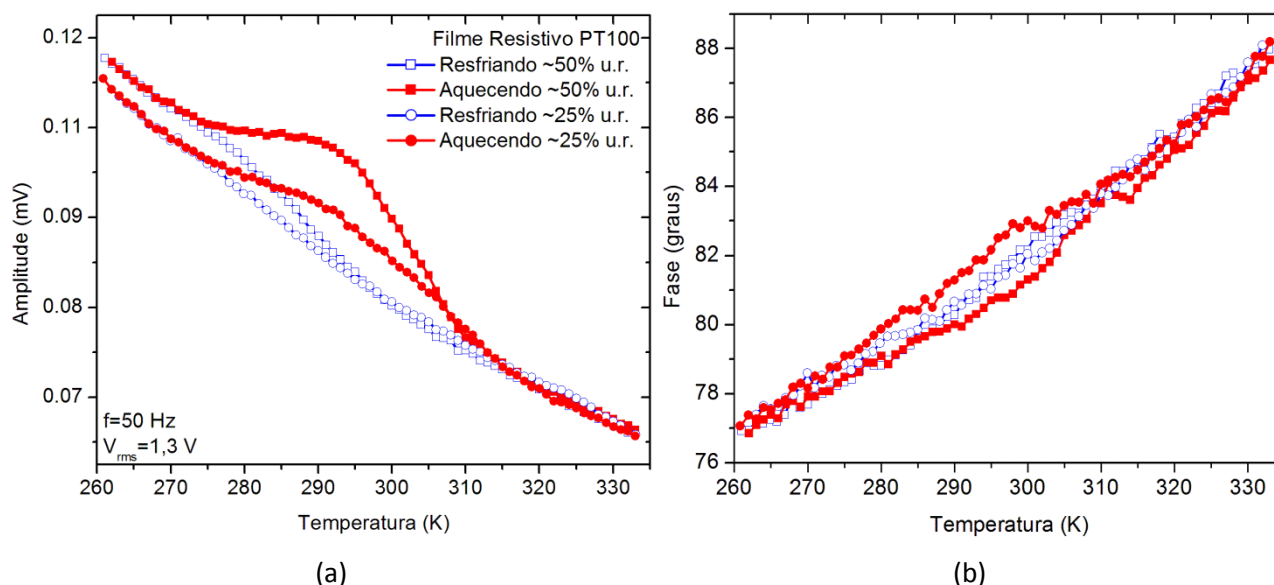 Filme Resistivo PT100
Resfriando ~50% u.r.
Aquecendo ~50% u.r.
Resfriando ~25% u.r.
Aquecendo ~25% u.r.
0.12
0.11
0.09
0.08
0.07
Amplitude (mV)
f=50 Hz
Vrms=1,3 V
260 270 280 290 300 310 320 330
Temperatura (K)
(a)
88
86
84
82
80
78
76
Fase (graus)
260 270 280 290 300 310 320 330
Temperatura (K)
(b)